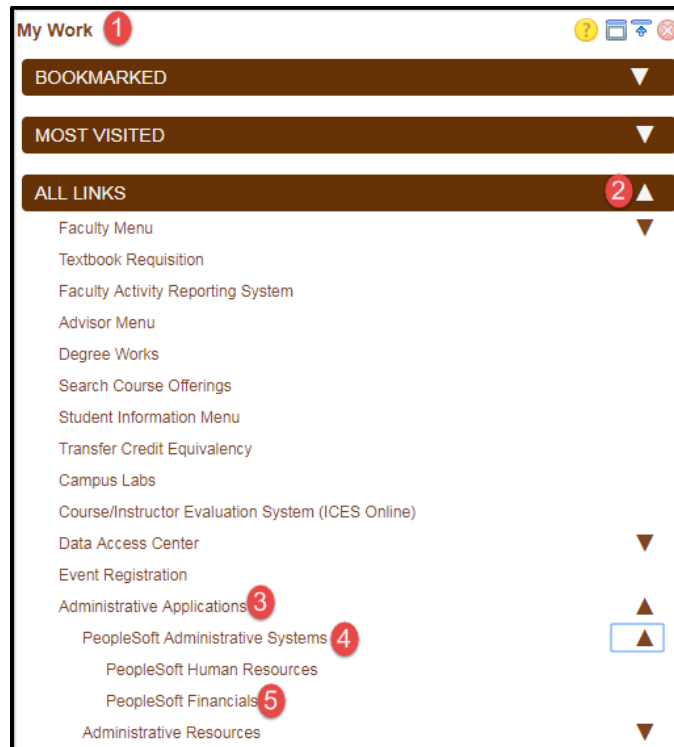 My Work 1 ?
BOOKMARKED ▼
MOST VISITED ▼
ALL LINKS 2 ▲
Faculty Menu ▼
Textbook Requisition
Faculty Activity Reporting System
Advisor Menu
Degree Works
Search Course Offerings
Student Information Menu
Transfer Credit Equivalency
Campus Labs
Course/Instructor Evaluation System (ICES Online)
Data Access Center ▼
Event Registration
Administrative Applications 3 ▲
PeopleSoft Administrative Systems 4 ▲
PeopleSoft Human Resources
PeopleSoft Financials 5
Administrative Resources ▼